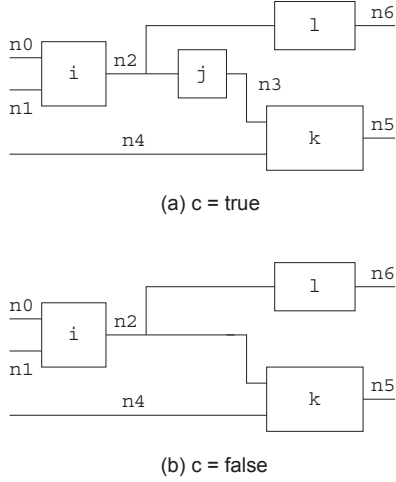 n6
l
n0
n2
i
j
n3
n1
n5
n4
k
(a) c = true
n6
l
n0
n2
i
n1
n5
n4
k
(b) c = false